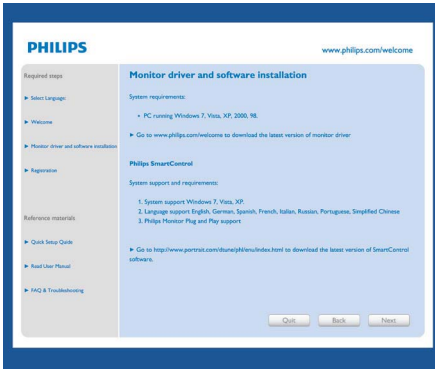 PHILIPS
www.philips.com/welcome
Required steps
► Select Language:
► Welcome
► Monitor driver and software installation
► Registration
Reference materials
► Quick Setup Guide
► Read User Manual
► FAQ & Troubleshooting
Monitor driver and software installation
System requirements:
• PC running Windows 7, Vista, XP, 2000, 98.
► Go to www.philips.com/welcome to download the latest version of monitor driver
Philips SmartControl
System support and requirements:
1. System support Windows 7, Vista, XP.
2. Language support English, German, Spanish, French, Italian, Russian, Portuguese, Simplified Chinese
3. Philips Monitor Plug and Play support
► Go to http://www.portrait.com/dtune/phl/enu/index.html to download the latest version of SmartControl
software.
Quit
Back
Next